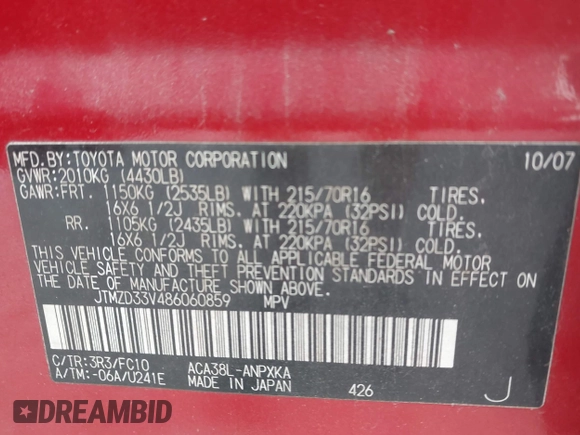 MFD.BY:TOYOTA MOTOR CORPORATION 10/07
GVWR:2010KG (4430LB)
GAWR:FRT. 1150KG (2535LB) WITH 215/70R16 TIRES.
16X6 1/2J RIMS. AT 220KPA (32PSI) COLD.
RR. 1105KG (2435LB) WITH 215/70R16 TIRES.
16X6 1/2J RIMS. AT 220KPA (32PSI) COLD.
THIS VEHICLE CONFORMS TO ALL APPLICABLE FEDERAL MOTOR
VEHICLE SAFETY AND THEFT PREVENTION STANDARDS IN EFFECT ON
THE DATE OF MANUFACTURE SHOWN ABOVE.
JTMZD33V486060859 MPV
C/TR:3R3/FC10 ACA38L-ANPXKA
A/TM:-06A/U241E MADE IN JAPAN 426 J
DREAMBID